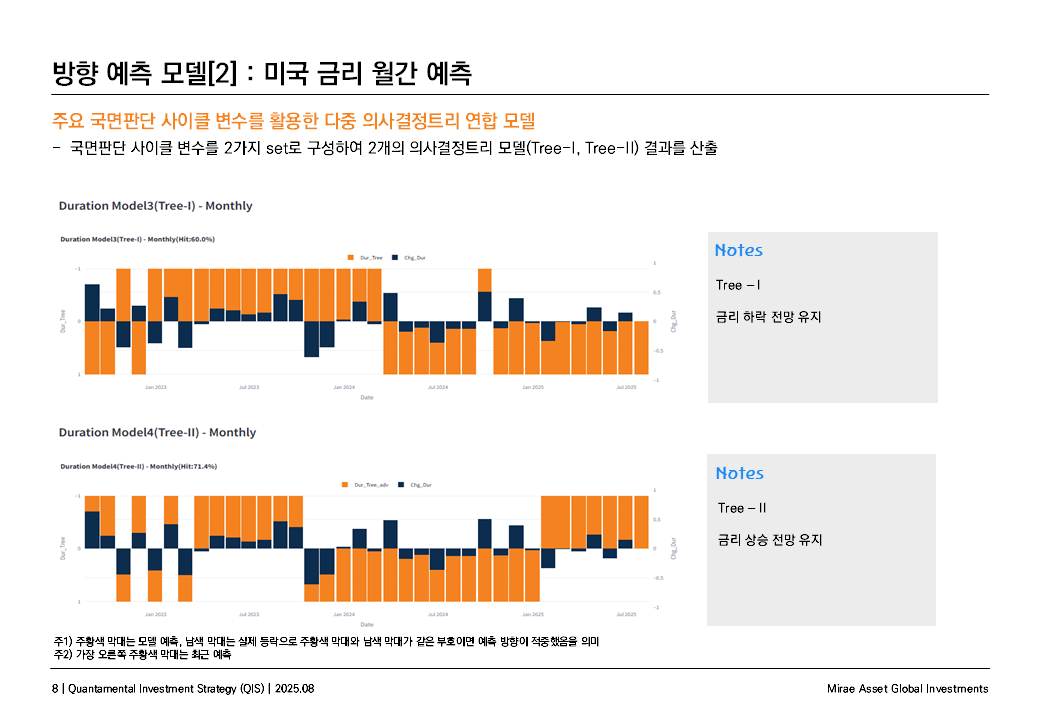 방향 예측 모델[2] : 미국 금리 월간 예측
주요 국면판단 사이클 변수를 활용한 다중 의사결정트리 연합 모델
- 국면판단 사이클 변수를 2가지 set로 구성하여 2개의 의사결정트리 모델(Tree-I, Tree-II) 결과를 산출
Duration Model3(Tree-I) - Monthly
Duration Model3(Tree-I) - Monthly(Hit:60.0%)
Dur_Tree Chg_Dur
-1
0
1
Dur_Tree
1
0.5
0
-0.5
-1
Chg_Dur
Jan 2023 Jul 2023 Jan 2024 Jul 2024 Jan 2025 Jul 2025
Date
Notes
Tree – I
금리 하락 전망 유지
Duration Model4(Tree-II) - Monthly
Duration Model4(Tree-II) - Monthly(Hit:71.4%)
Dur_Tree_adv Chg_Dur
-1
0
1
Dur_Tree
1
0.5
0
-0.5
-1
Chg_Dur
Jan 2023 Jul 2023 Jan 2024 Jul 2024 Jan 2025 Jul 2025
Date
Notes
Tree – II
금리 상승 전망 유지
주1) 주황색 막대는 모델 예측, 남색 막대는 실제 등락으로 주황색 막대와 남색 막대가 같은 부호이면 예측 방향이 적중했음을 의미
주2) 가장 오른쪽 주황색 막대는 최근 예측
8 | Quantamental Investment Strategy (QIS) | 2025.08
Mirae Asset Global Investments